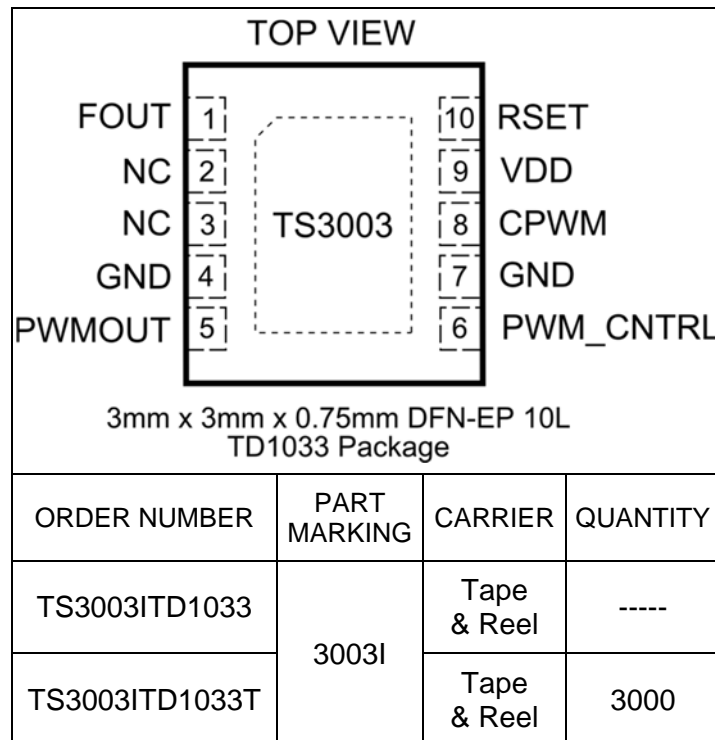 TOP VIEW
FOUT 1 10 RSET
NC 2 9 VDD
NC 3 TS3003 8 CPWM
GND 4 7 GND
PWMOUT 5 6 PWM_CNTRL
3mm x 3mm x 0.75mm DFN-EP 10L
TD1033 Package
ORDER NUMBER
PART
MARKING
CARRIER
QUANTITY
TS3003ITD1033
3003I
Tape
& Reel
-----
TS3003ITD1033T
Tape
& Reel
3000